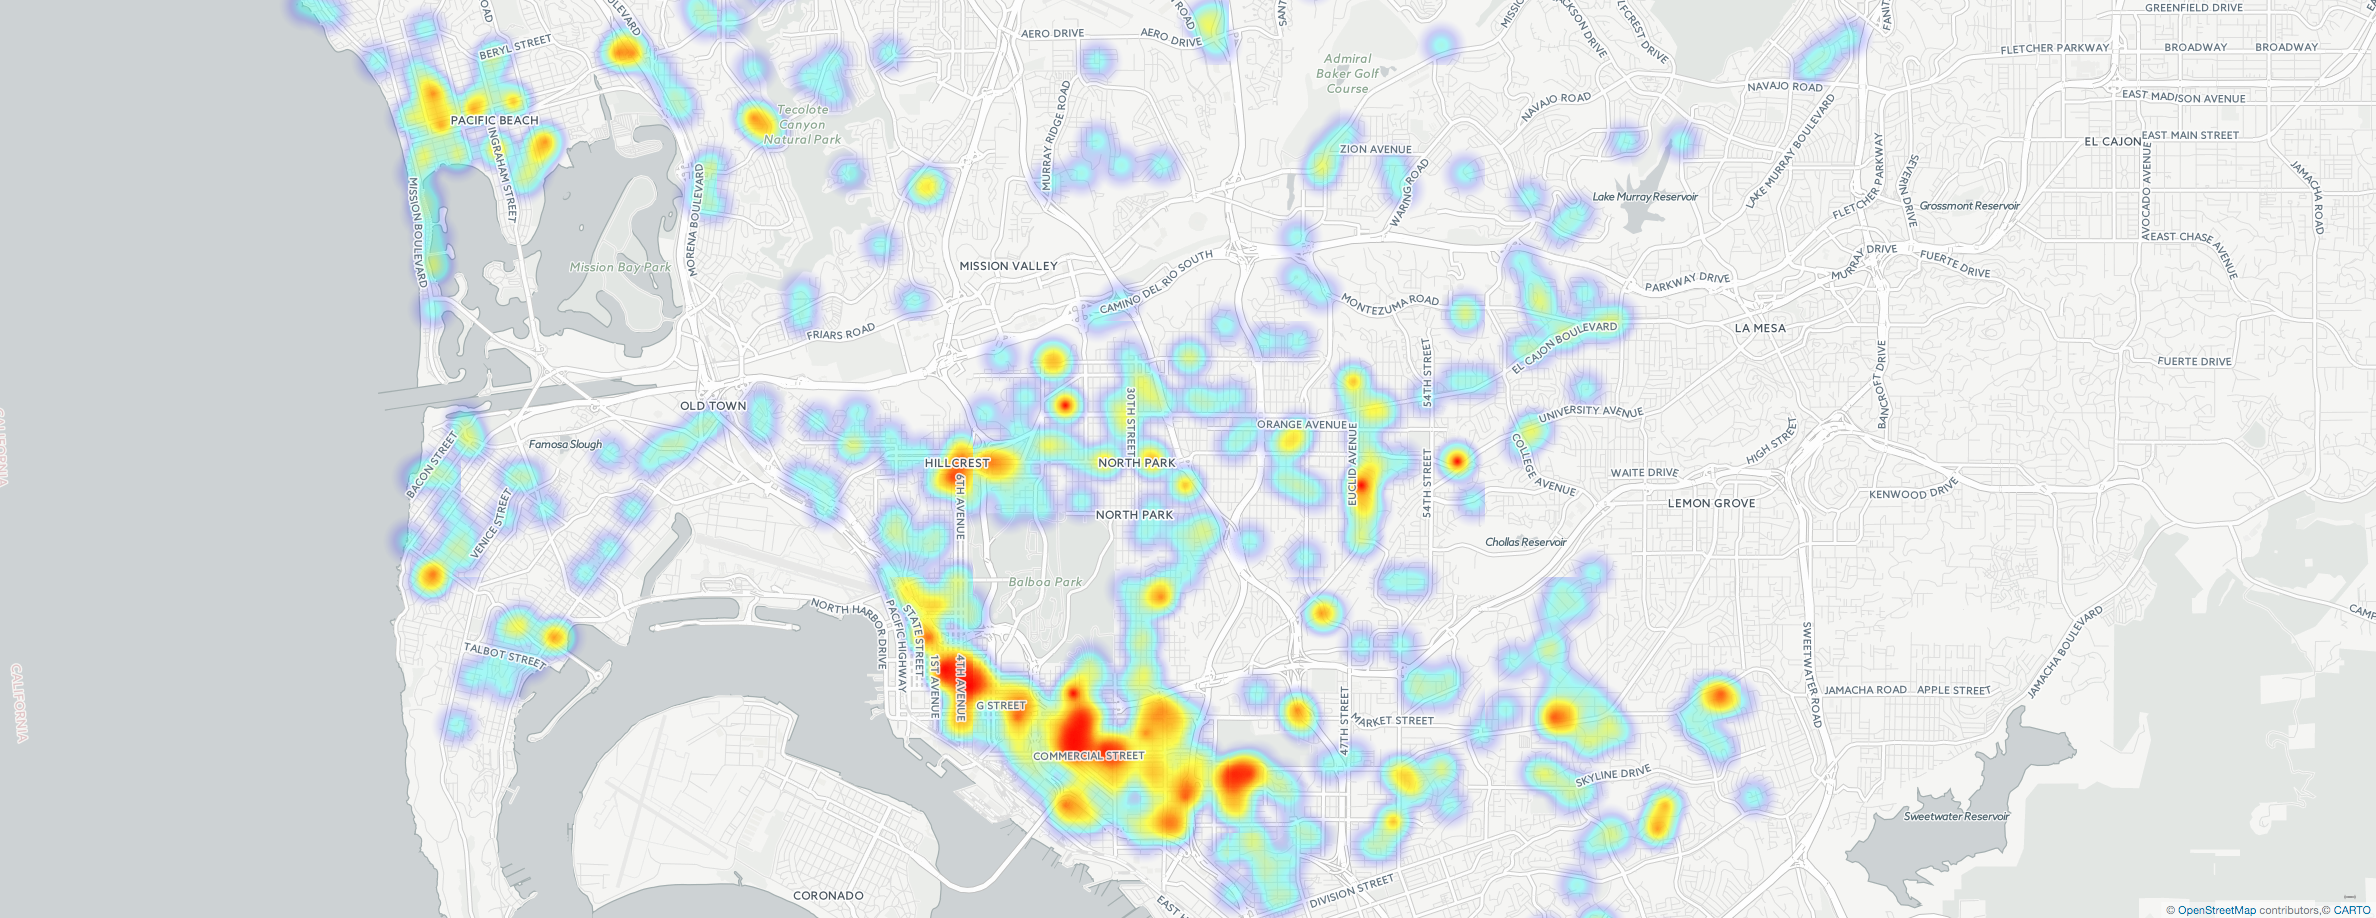 GREENFIELD DRIVE
AERO DRIVE
AERO DRIVE
BERYL STREET
FLETCHER PARKWAY
BROADWAY
BROADWAY
Admiral
Baker Golf
Course
NAVAJO ROAD
NAVAJO ROAD
EAST MADISON AVENUE
Tecolote
Canyon
Natural Park
PACIFIC BEACH
MURRAY RIDGE ROAD
EAST MAIN STREET
EL CAJON
ZION AVENUE
WARING ROAD
INGRAHAM STREET
MISSION BOULEVARD
MORENA BOULEVARD
LAKE MURRAY BOULEVARD
FLETCHER PARKWAY
SEVERIN DRIVE
AVOCADO AVENUE
JAMACHA ROAD
Lake Murray Reservoir
Grossmont Reservoir
EAST CHASE AVENUE
Mission Bay Park
MISSION VALLEY
CAMINO DEL RIO SOUTH
MURRAY DRIVE
FUERTE DRIVE
PARKWAY DRIVE
MONTEZUMA ROAD
FRIARS ROAD
EL CAJON BOULEVARD
LA MESA
FUERTE DRIVE
BANCROFT DRIVE
54TH STREET
30TH STREET
OLD TOWN
UNIVERSITY AVENUE
ORANGE AVENUE
Famosa Slough
BACON STREET
HIGH STREET
COLLEGE AVENUE
HILLCREST
NORTH PARK
EUCLID AVENUE
54TH STREET
WAITE DRIVE
KENWOOD DRIVE
LEMON GROVE
6TH AVENUE
VENICE STREET
NORTH PARK
Chollas Reservoir
Balboa Park
NORTH HARBOR DRIVE
PACIFIC HIGHWAY
STATE STREET
1ST AVENUE
4TH AVENUE
SWEETWATER ROAD
JAMACHA BOULEVARD
TALBOT STREET
CALIFORNIA
JAMACHA ROAD
APPLE STREET
G STREET
47TH STREET
MARKET STREET
COMMERCIAL STREET
SKYLINE DRIVE
Sweetwater Reservoir
CORONADO
DIVISION STREET
© OpenStreetMap contributors,© CARTO